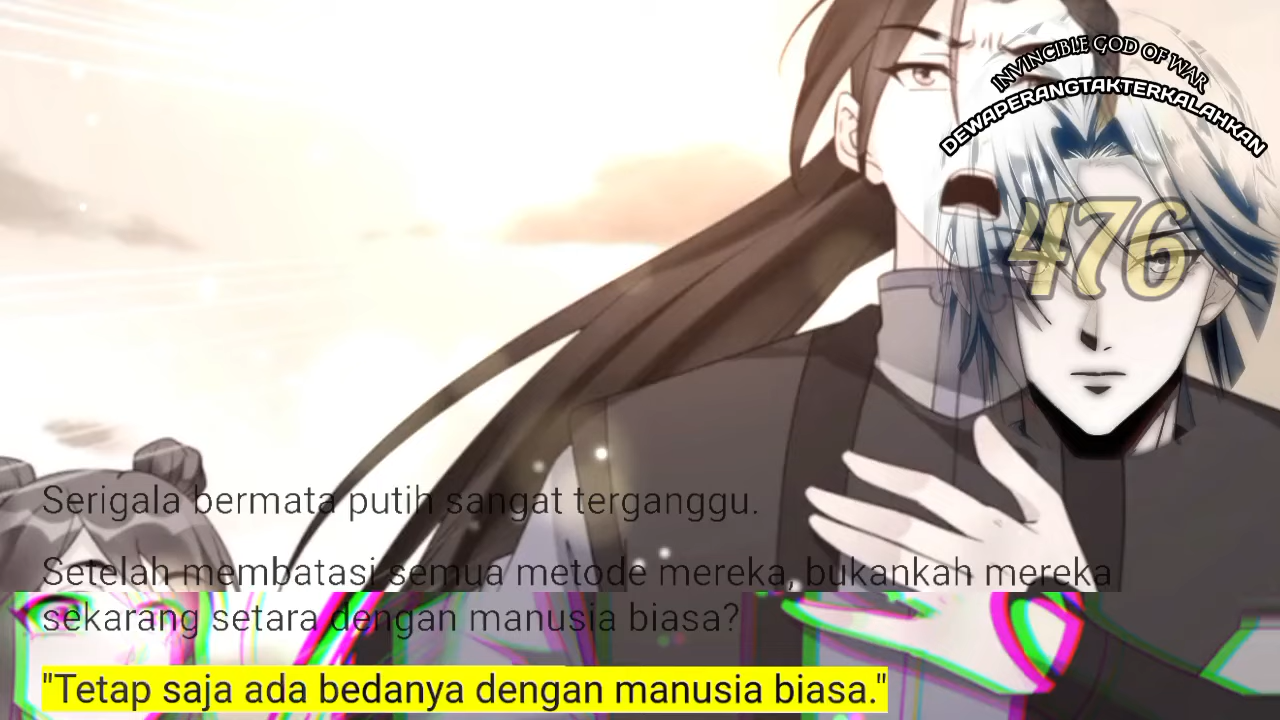 INVINCIBLE GOD OF WAR
DEWAPERANGTAKTERKALAHKAN
476
Serigala bermata putih sangat terganggu.
Setelah membatasi semua metode mereka, bukankah mereka
sekarang setara dengan manusia biasa?
"Tetap saja ada bedanya dengan manusia biasa."